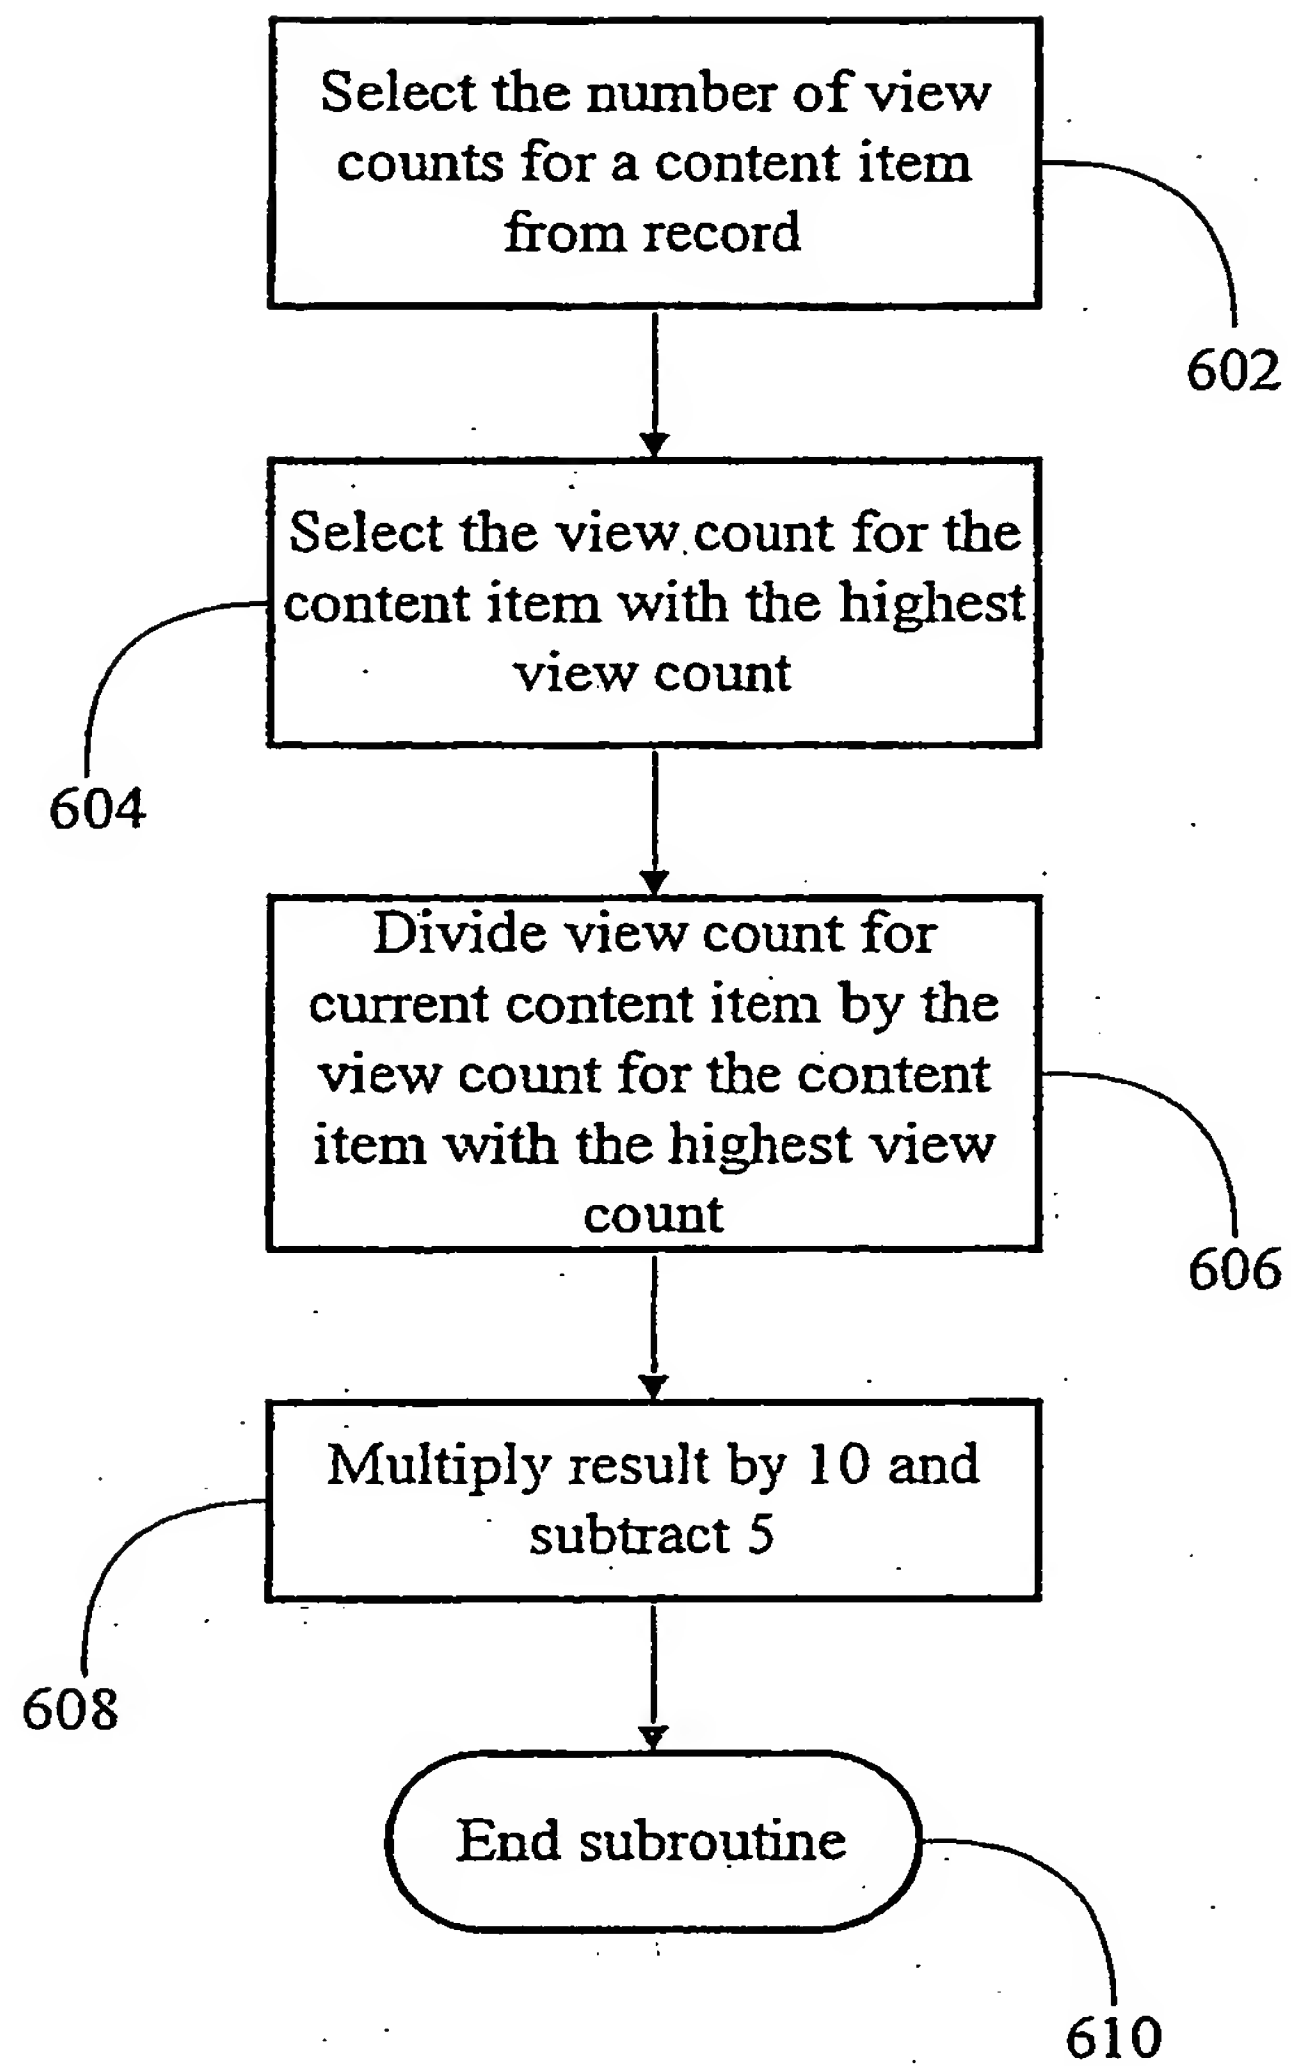 Select the number of view
counts for a content item
from record
602
Select the view count for the
content item with the highest
view count
604
Divide view count for
current content item by the
view count for the content
item with the highest view
count
606
Multiply result by 10 and
subtract 5
608
End subroutine
610